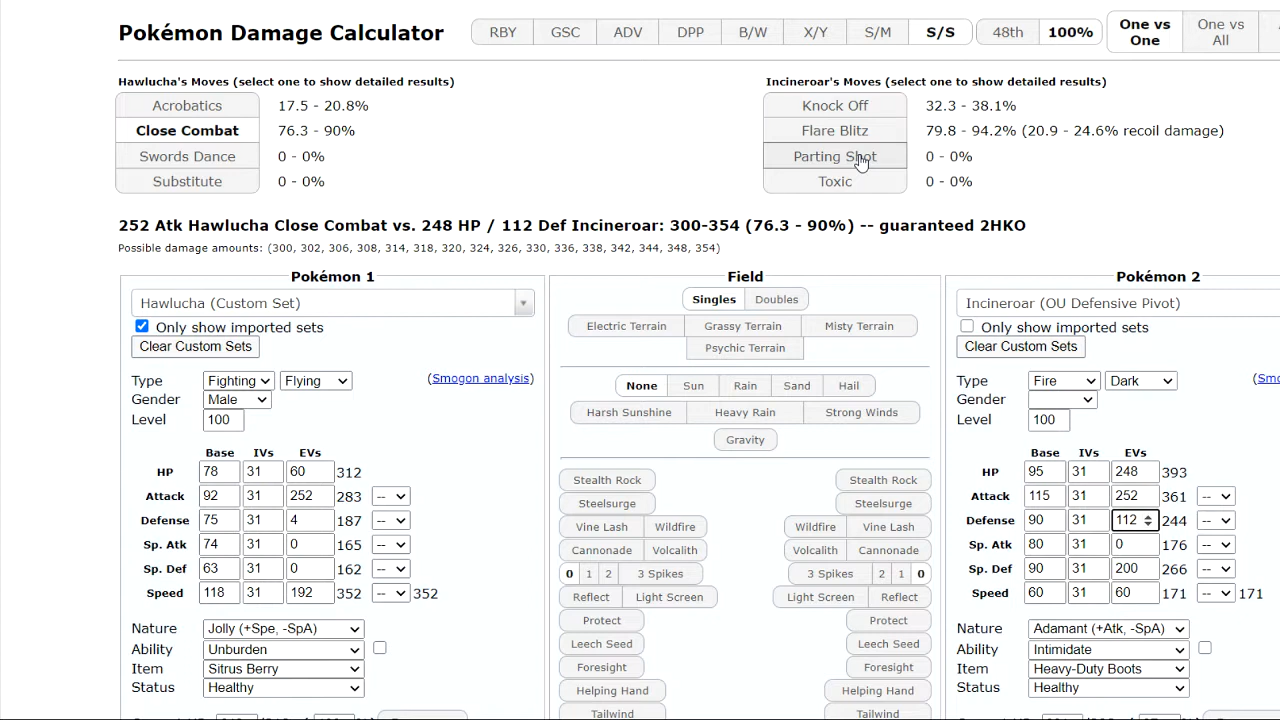 Pokémon Damage Calculator RBY GSC ADV DPP B/W X/Y S/M S/S 48th 100% One vs One One vs All
Hawlucha's Moves (select one to show detailed results) Incineroar's Moves (select one to show detailed results)
Acrobatics 17.5 - 20.8% Knock Off 32.3 - 38.1%
Close Combat 76.3 - 90% Flare Blitz 79.8 - 94.2% (20.9 - 24.6% recoil damage)
Swords Dance 0 - 0% Parting Shot 0 - 0%
Substitute 0 - 0% Toxic 0 - 0%
252 Atk Hawlucha Close Combat vs. 248 HP / 112 Def Incineroar: 300-354 (76.3 - 90%) -- guaranteed 2HKO
Possible damage amounts: (300, 302, 306, 308, 314, 318, 320, 324, 326, 330, 336, 338, 342, 344, 348, 354)
Pokémon 1 Field Pokémon 2
Hawlucha (Custom Set) Singles Doubles Incineroar (OU Defensive Pivot)
Only show imported sets Electric Terrain Grassy Terrain Misty Terrain Only show imported sets
Clear Custom Sets Psychic Terrain Clear Custom Sets
Type Fighting Flying (Smogon analysis) None Sun Rain Sand Hail Type Fire Dark (Smo
Gender Male Gender
Level 100 Harsh Sunshine Heavy Rain Strong Winds Level 100
Gravity
Base IVs EVs Base IVs EVs
HP 78 31 60 312 Stealth Rock Stealth Rock HP 95 31 248 393
Attack 92 31 252 283 -- Steelsurge Steelsurge Attack 115 31 252 361 --
Defense 75 31 4 187 -- Vine Lash Wildfire Wildfire Vine Lash Defense 90 31 112 244 --
Sp. Atk 74 31 0 165 -- Cannonade Volcalith Volcalith Cannonade Sp. Atk 80 31 0 176 --
Sp. Def 63 31 0 162 -- 0 1 2 3 Spikes 3 Spikes 2 1 0 Sp. Def 90 31 200 266 --
Speed 118 31 192 352 -- 352 Reflect Light Screen Light Screen Reflect Speed 60 31 60 171 -- 171
Protect Protect
Nature Jolly (+Spe, -SpA) Leech Seed Leech Seed Nature Adamant (+Atk, -SpA)
Ability Unburden Ability Intimidate
Item Sitrus Berry Foresight Foresight Item Heavy-Duty Boots
Status Healthy Helping Hand Helping Hand Status Healthy
Tailwind Tailwind